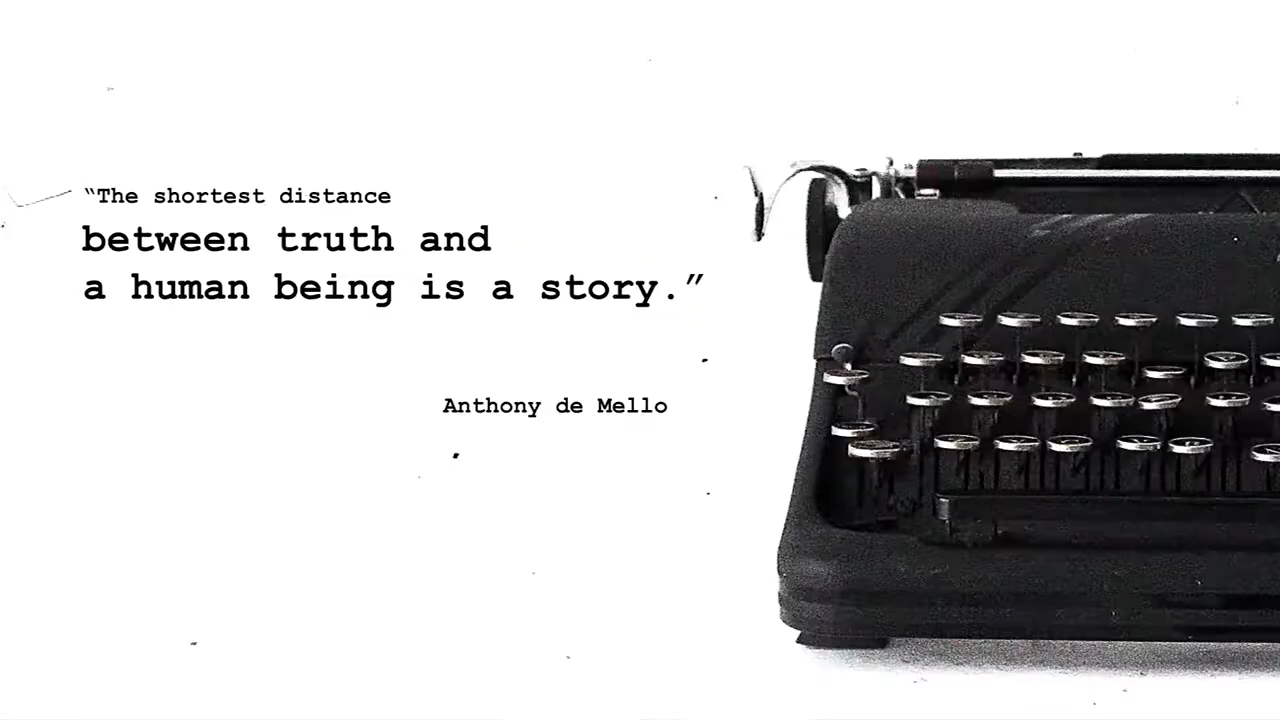 “The shortest distance
between truth and
a human being is a story.”
Anthony de Mello